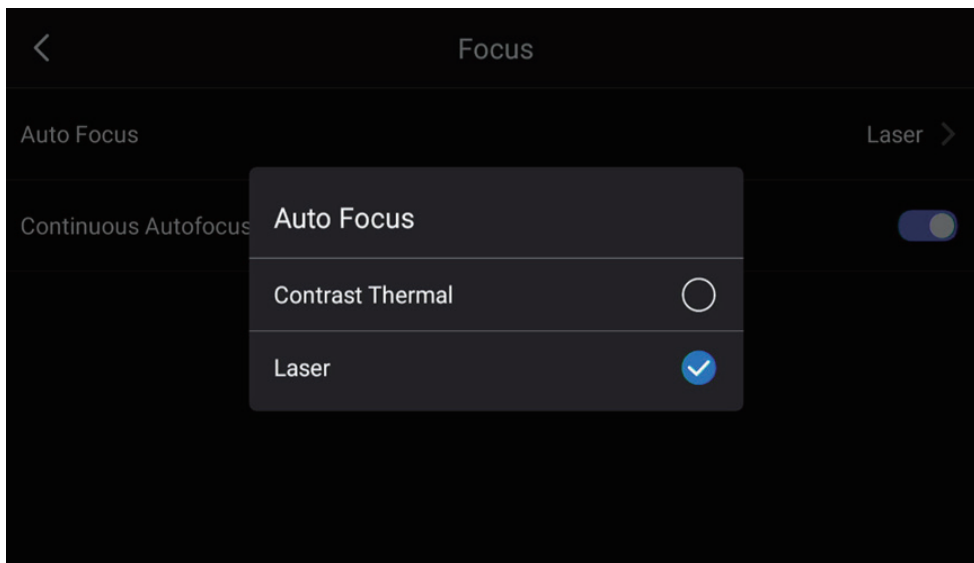 Focus
Auto Focus
Laser
Continuous Autofocus
Auto Focus
Contrast Thermal
Laser